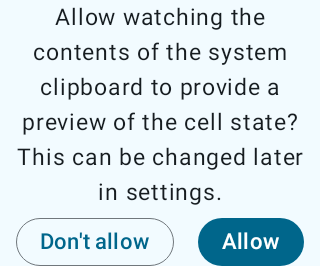 Allow watching the
contents of the system
clipboard to provide a
preview of the cell state?
This can be changed later
in settings.
Don't allow
Allow